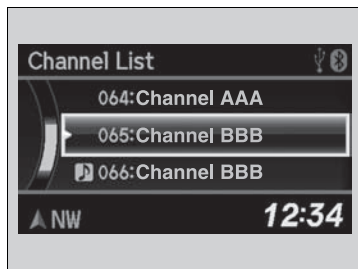 Channel List
064:Channel AAA
065:Channel BBB
066:Channel BBB
NW
12:34